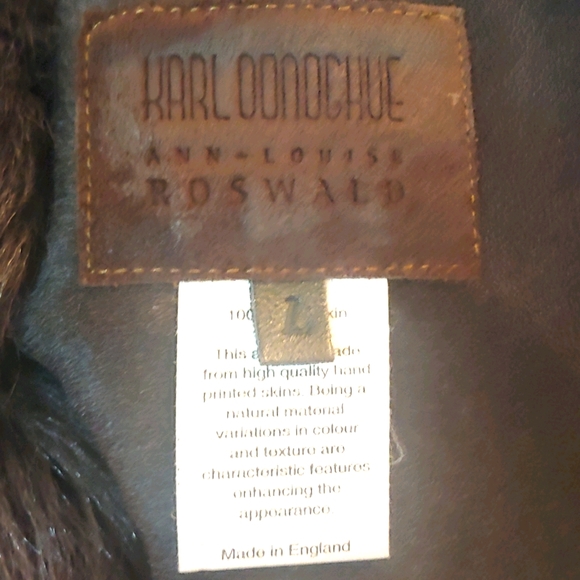 KARL DONOGHUE
ANN-LOUISE
ROSWALD
L
This
from high quality hand
printed skins. Being a
natural material
variations in colour
and texture are
characteristic features
enhancing the
appearance.
Made in England